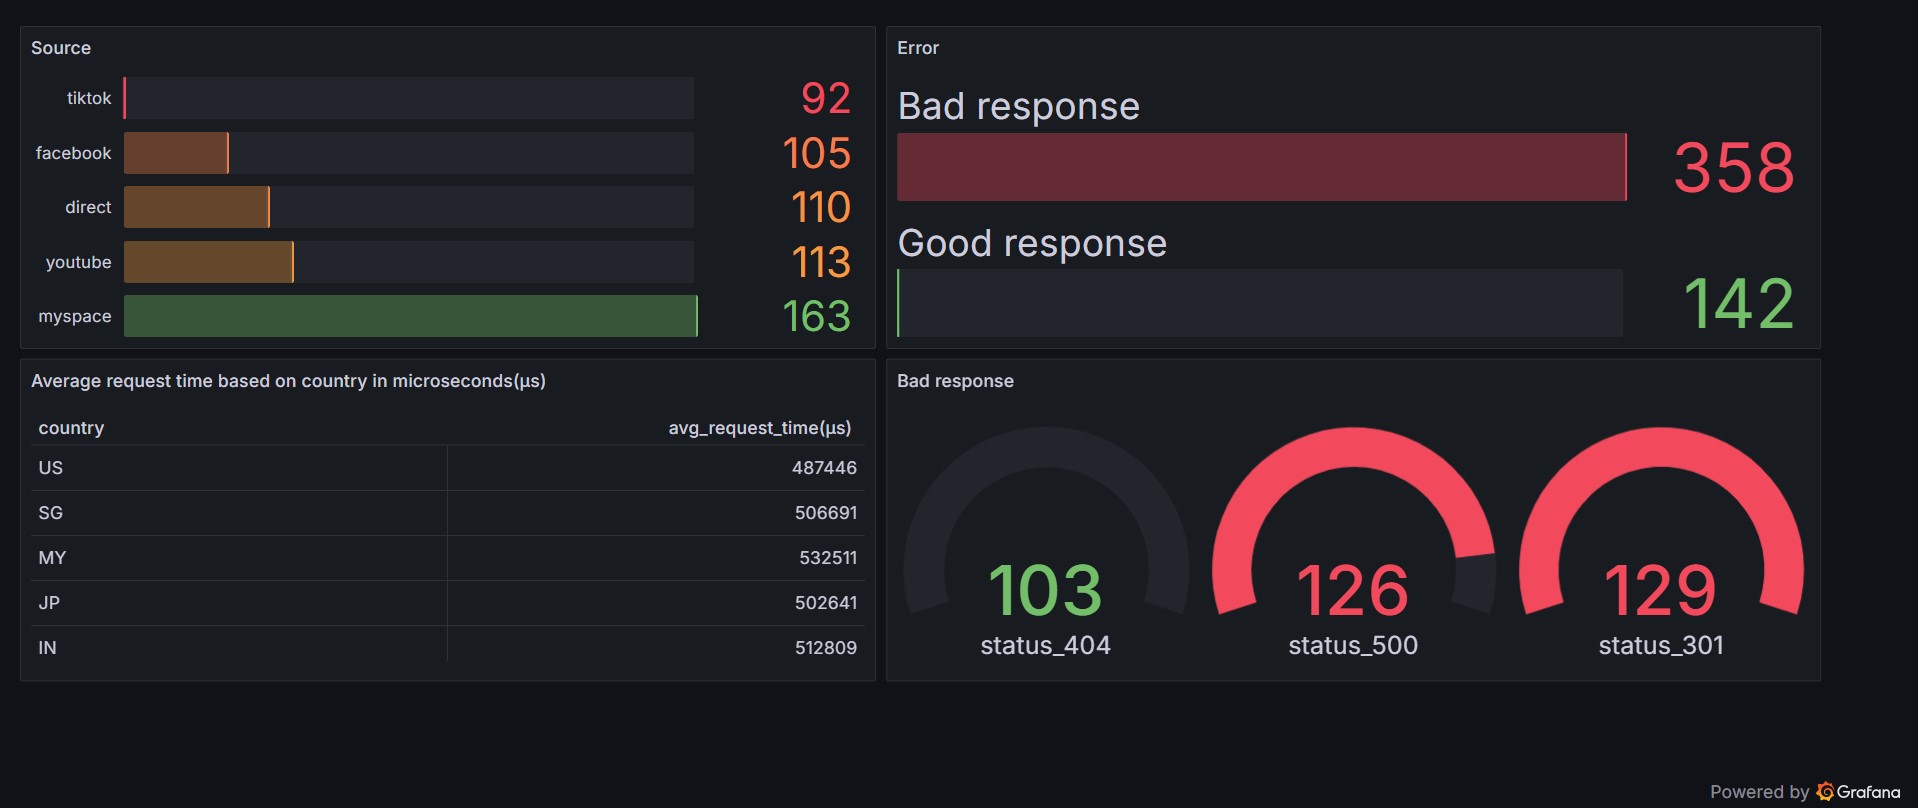 Source
tiktok 92
facebook 105
direct 110
youtube 113
myspace 163
Error
Bad response
358
Good response
142
Average request time based on country in microseconds(µs)
country avg_request_time(µs)
US 487446
SG 506691
MY 532511
JP 502641
IN 512809
Bad response
103 126 129
status_404 status_500 status_301
Powered by Grafana